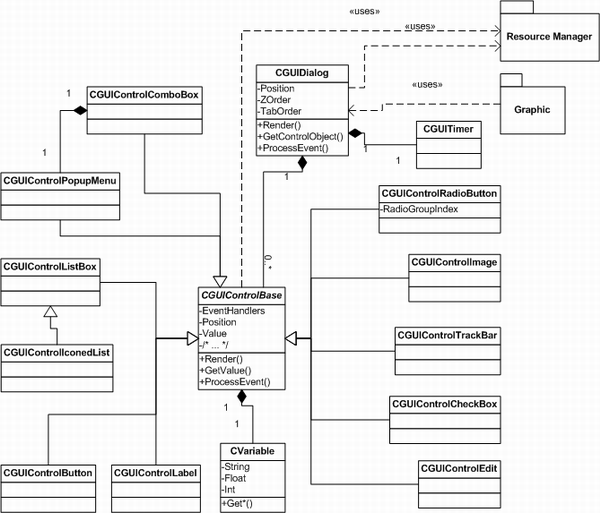 «uses»
«uses»
Resource Manager
CGUIDialog
-Position
-ZOrder
-TabOrder
+Render()
+GetControlObject()
+ProcessEvent()
«uses»
Graphic
CGUIControlComboBox
1
1
CGUITimer
1
1
CGUIControlPopupMenu
1
0..*
CGUIControlRadioButton
-RadioGroupIndex
CGUIControlListBox
CGUIControlImage
CGUIControlBase
-EventHandlers
-Position
-Value
-/* ... */
+Render()
+GetValue()
+ProcessEvent()
CGUIControlTrackBar
CGUIControlIconedList
CGUIControlCheckBox
1
1
CVariable
-String
-Float
-Int
+Get*()
CGUIControlButton
CGUIControlLabel
CGUIControlEdit